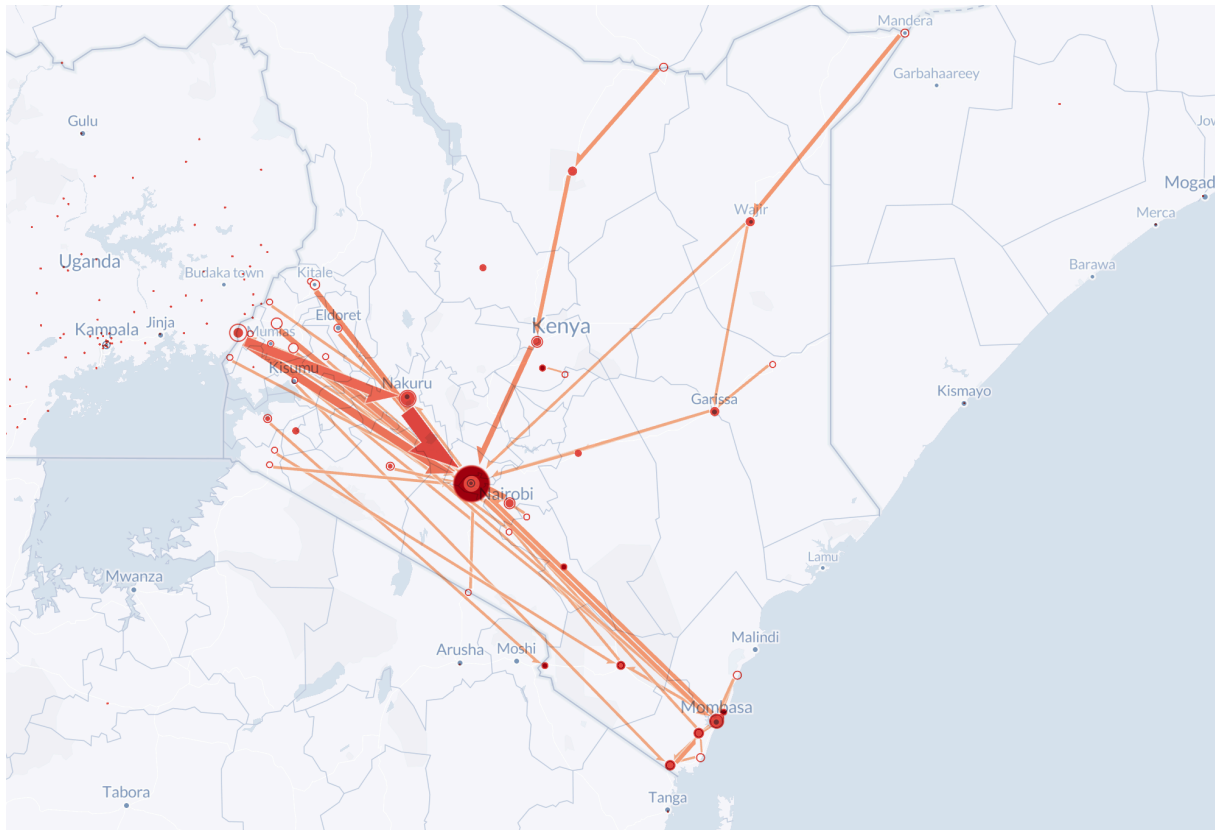 Mandera
Garbahaareey
Gulu
Jow
Mogad
Wajir
Merca
Uganda
Budaka town
Kitale
Barawa
Eldoret
Kampala
Jinja
Mumias
Kenya
Kisumu
Nakuru
Garissa
Kismayo
Nairobi
Lamu
Mwanza
Arusha
Moshi
Malindi
Mombasa
Tabora
Tanga